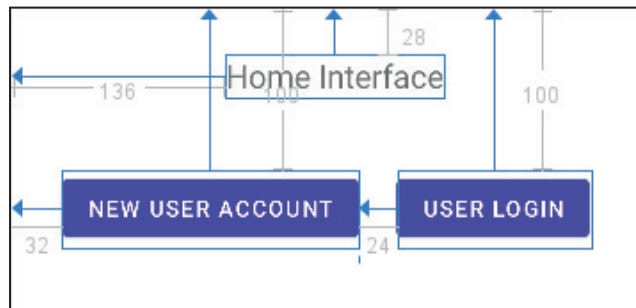 28
Home Interface
136
100
100
NEW USER ACCOUNT
USER LOGIN
32
24